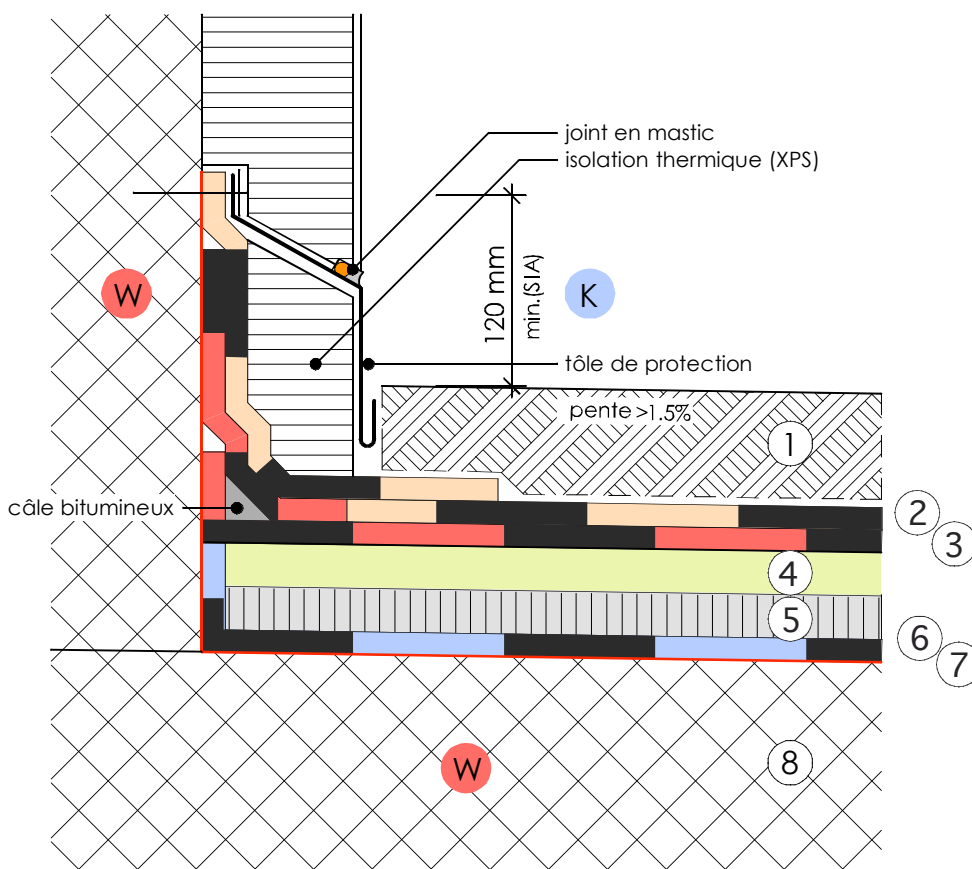 joint en mastic
isolation thermique (XPS)
120 mm
min.(SIA)
W
K
tôle de protection
pente >1.5%
1
câle bitumineux
2
3
4
5
6
7
W
8